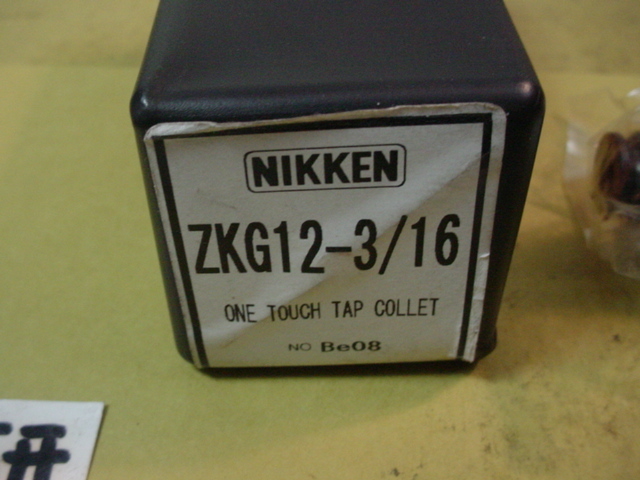 NIKKEN
ZKG12-3/16
ONE TOUCH TAP COLLET
NO Be08